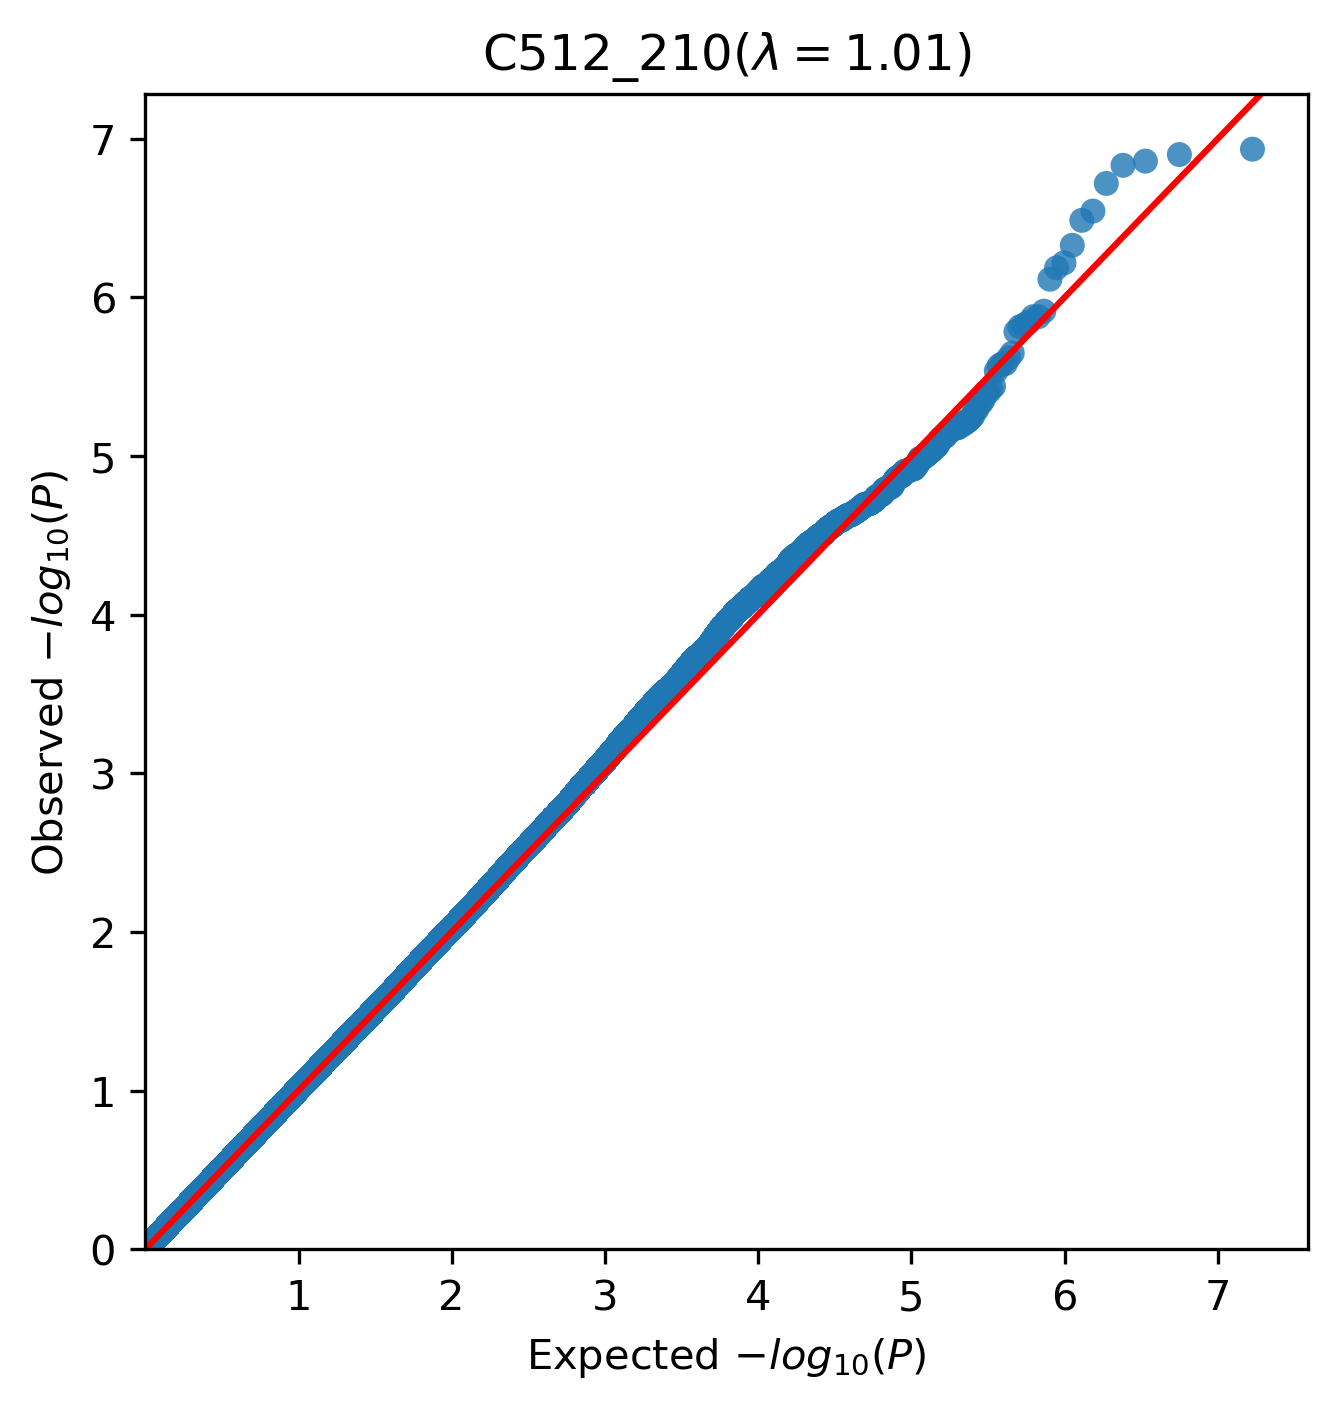 C512_210(λ = 1.01)
7
6
5
4
3
2
1
0
Observed −log₁₀(P)
1 2 3 4 5 6 7
Expected −log₁₀(P)